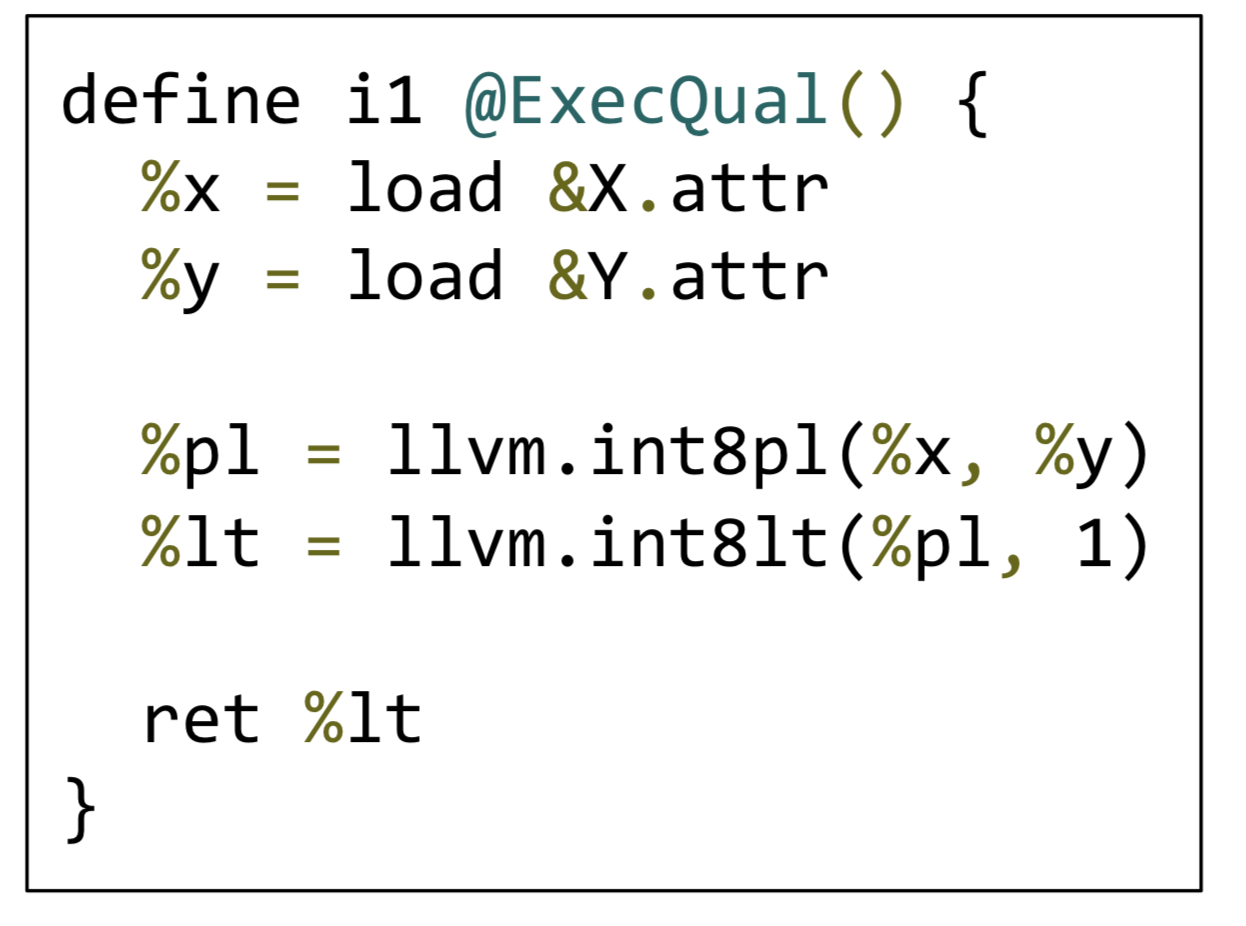 define i1 @ExecQual() {
%x = load &X.attr
%y = load &Y.attr
%pl = llvm.int8pl(%x, %y)
%lt = llvm.int8lt(%pl, 1)
ret %lt
}